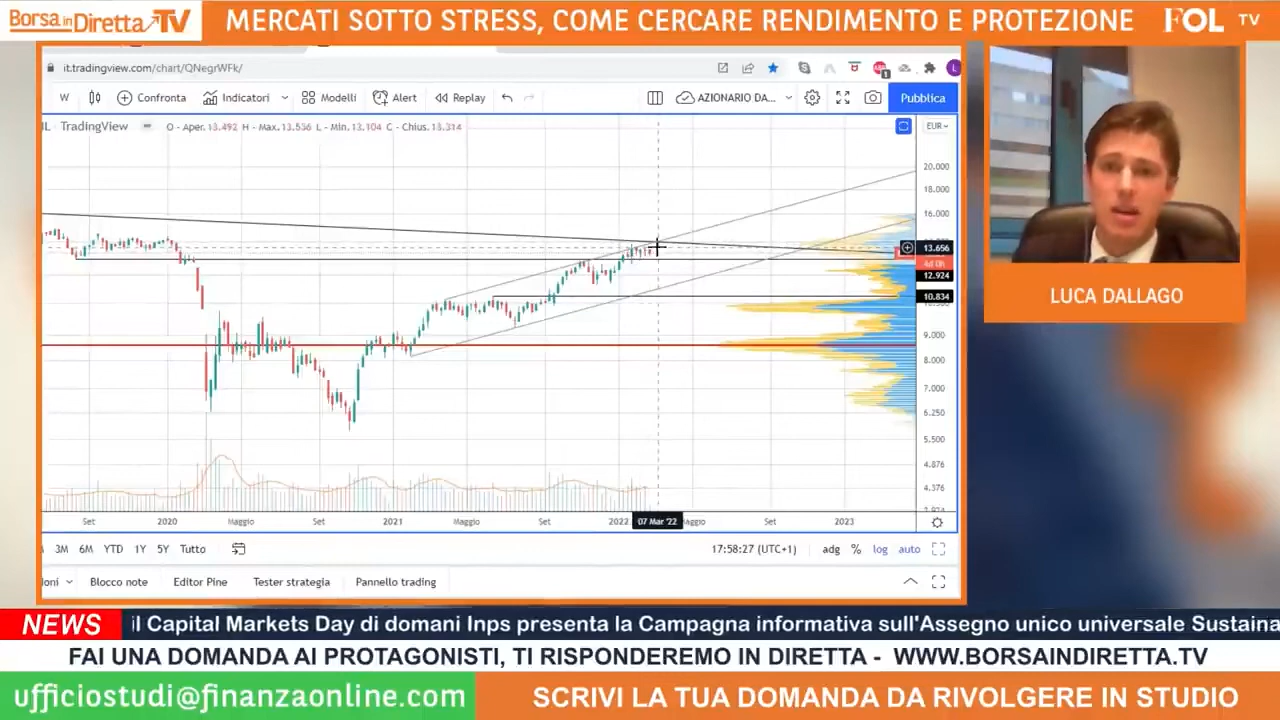 Borsa in Diretta TV
MERCATI SOTTO STRESS, COME CERCARE RENDIMENTO E PROTEZIONE
FOL TV
it.tradingview.com/chart/QNegrWFk/
W Confronta Indicatori Modelli Alert Replay AZIONARIO DA... Pubblica
TradingView O - Aper. 13.492 H - Max. 13.556 L - Min. 13.104 C - Chius. 13.314
EUR
20.000
18.000
16.000
13.656
4d 0h
12.924
10.834
9.000
8.000
7.000
6.250
5.500
4.876
4.376
Set 2020 Maggio Set 2021 Maggio Set 2022 07 Mar '22 Maggio Set 2023
3M 6M YTD 1Y 5Y Tutto 17:58:27 (UTC+1) adg % log auto
ioni Blocco note Editor Pine Tester strategia Pannello trading
LUCA DALLAGO
NEWS il Capital Markets Day di domani Inps presenta la Campagna informativa sull'Assegno unico universale Sustaina
FAI UNA DOMANDA AI PROTAGONISTI, TI RISPONDEREMO IN DIRETTA - WWW.BORSAINDIRETTA.TV
ufficiostudi@finanzaonline.com SCRIVI LA TUA DOMANDA DA RIVOLGERE IN STUDIO